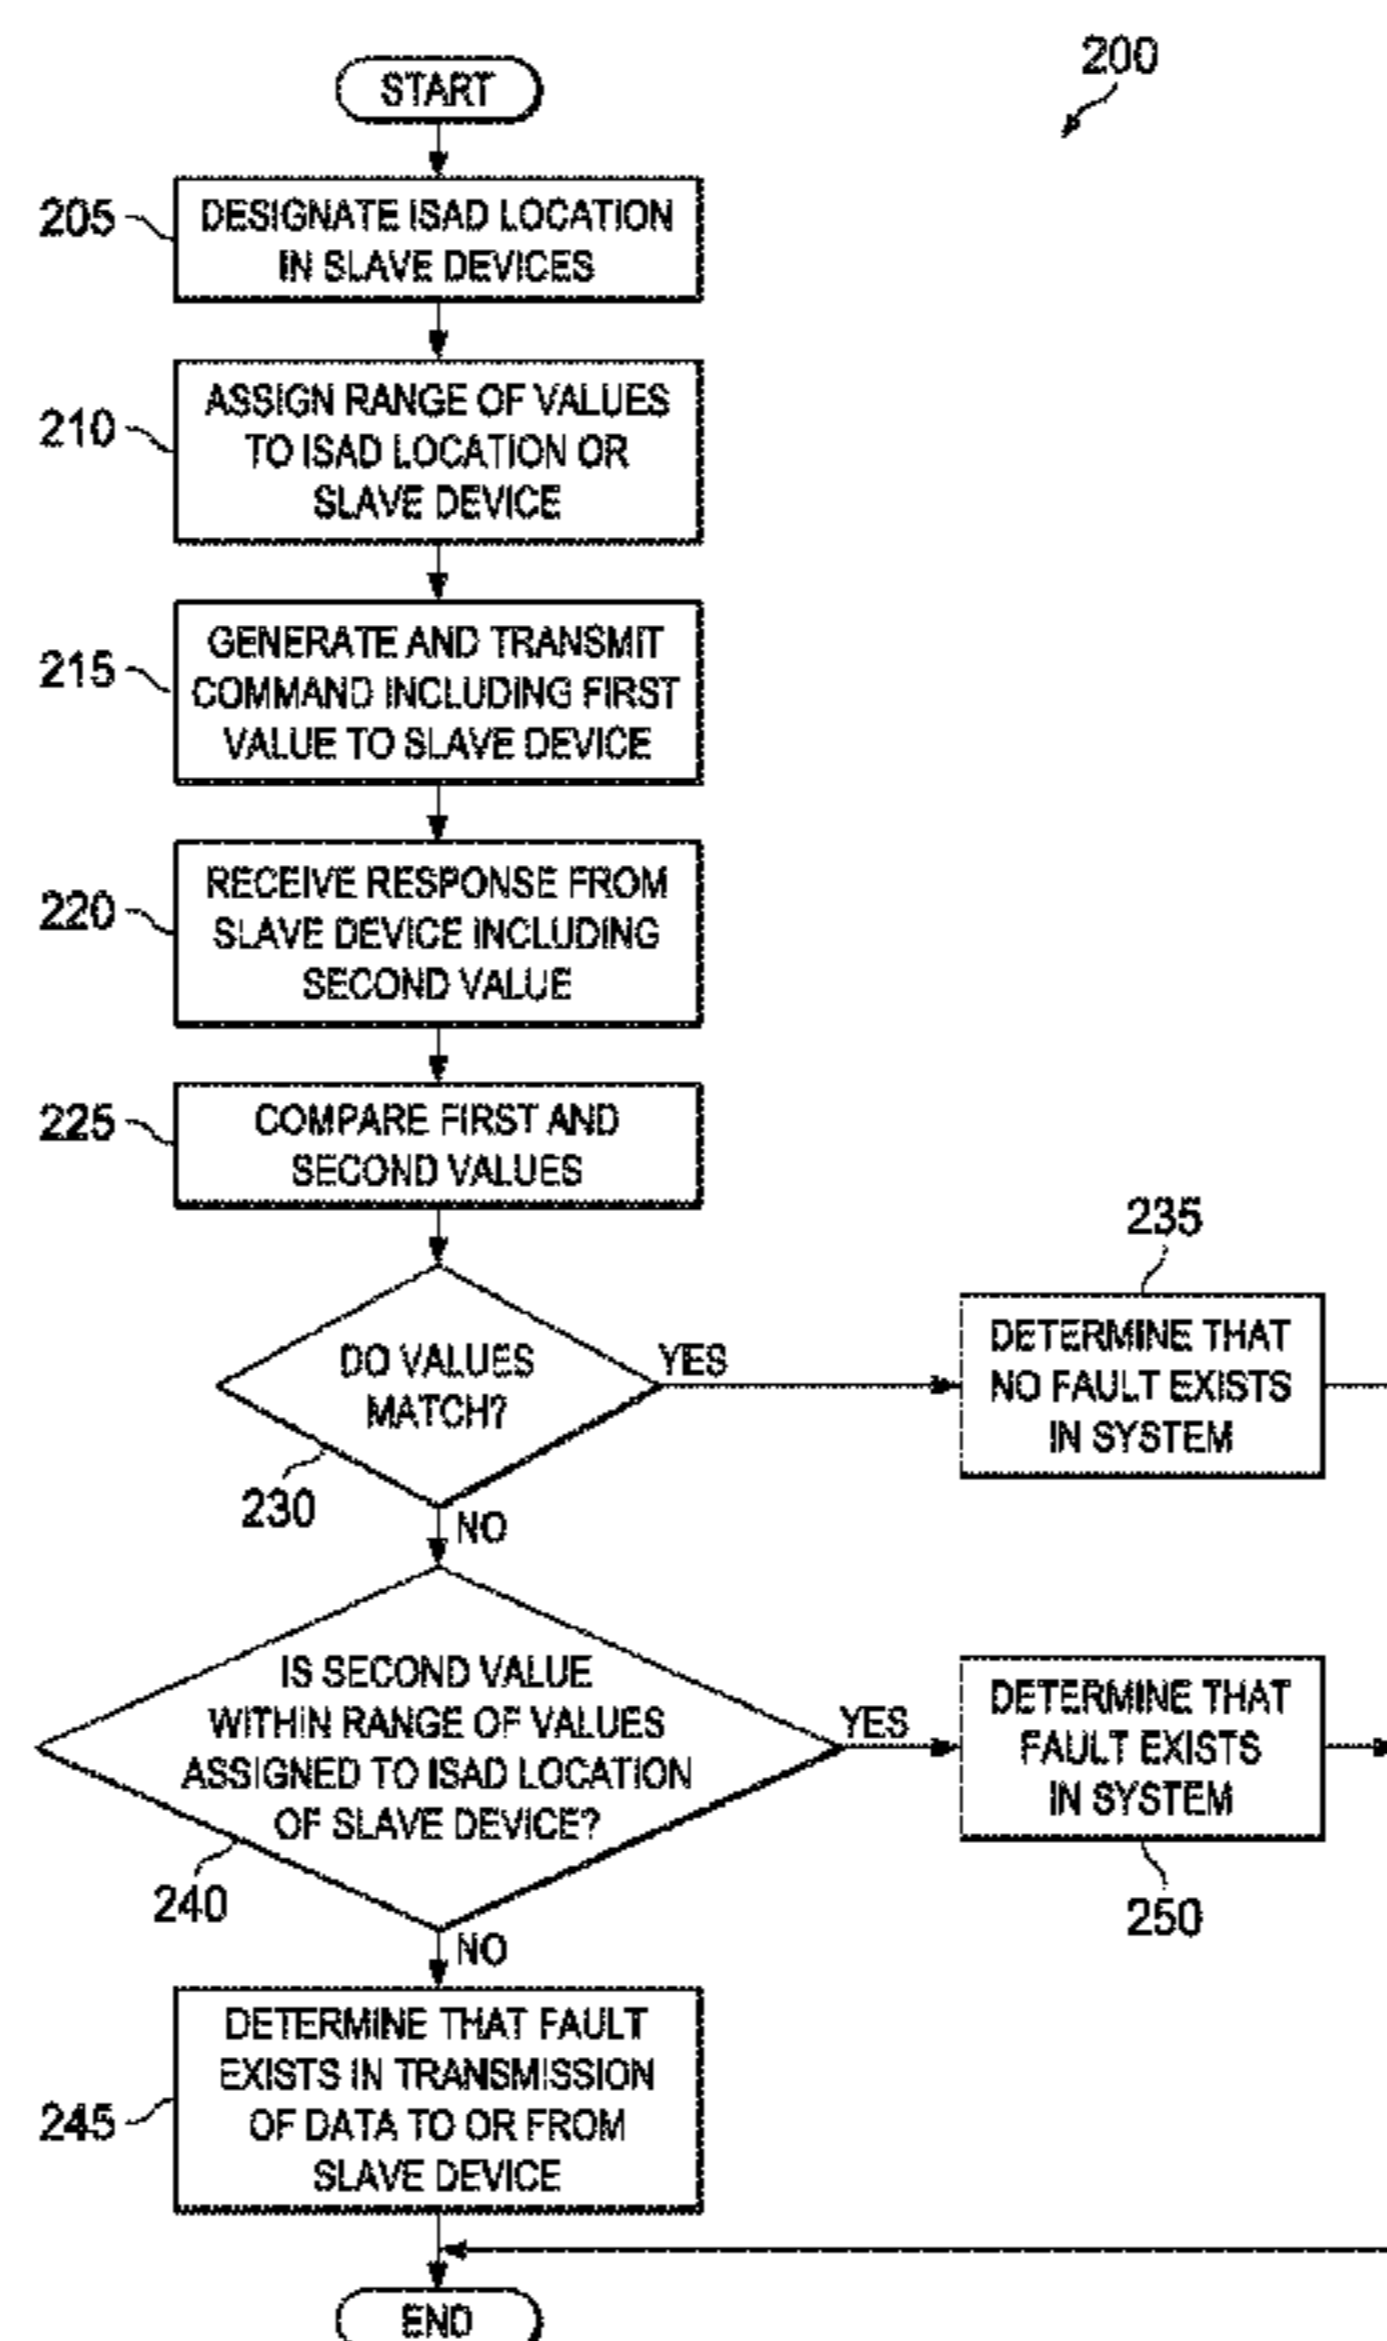 200
START
205
DESIGNATE ISAD LOCATION
IN SLAVE DEVICES
210
ASSIGN RANGE OF VALUES
TO ISAD LOCATION OR
SLAVE DEVICE
215
GENERATE AND TRANSMIT
COMMAND INCLUDING FIRST
VALUE TO SLAVE DEVICE
220
RECEIVE RESPONSE FROM
SLAVE DEVICE INCLUDING
SECOND VALUE
225
COMPARE FIRST AND
SECOND VALUES
DO VALUES
MATCH?
230
YES
235
DETERMINE THAT
NO FAULT EXISTS
IN SYSTEM
NO
IS SECOND VALUE
WITHIN RANGE OF VALUES
ASSIGNED TO ISAD LOCATION
OF SLAVE DEVICE?
240
YES
DETERMINE THAT
FAULT EXISTS
IN SYSTEM
250
NO
245
DETERMINE THAT FAULT
EXISTS IN TRANSMISSION
OF DATA TO OR FROM
SLAVE DEVICE
END